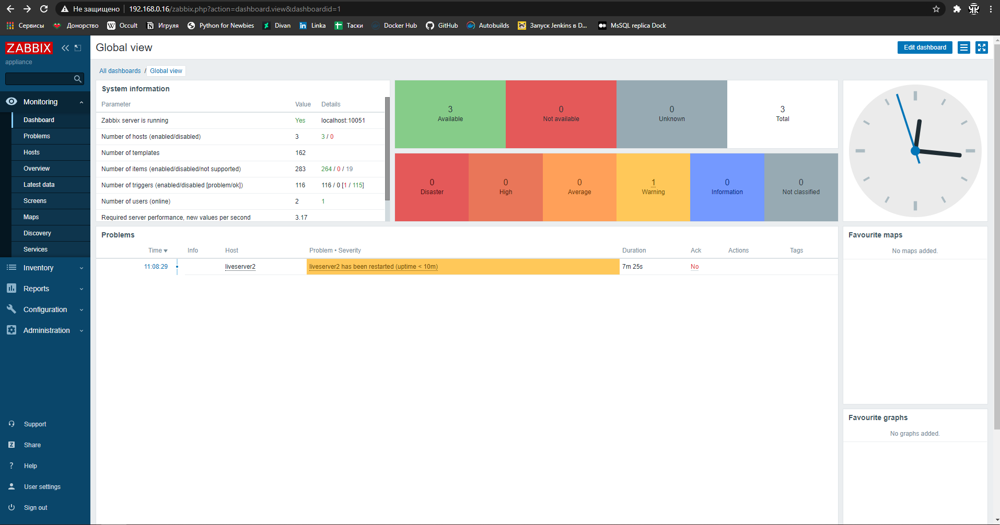 Не защищено 192.168.0.16/zabbix.php?action=dashboard.view&dashboardid=1
Сервисы Донорство Occult Игруля Python for Newbies Divan Linka Таски Docker Hub GitHub Autobuilds Запуск Jenkins в D... MsSQL replica Dock
ZABBIX
appliance
Monitoring
Dashboard
Problems
Hosts
Overview
Latest data
Screens
Maps
Discovery
Services
Inventory
Reports
Configuration
Administration
Support
Share
Help
User settings
Sign out
Global view
Edit dashboard
All dashboards / Global view
System information
Parameter Value Details
Zabbix server is running Yes localhost:10051
Number of hosts (enabled/disabled) 3 3 / 0
Number of templates 162
Number of items (enabled/disabled/not supported) 283 264 / 0 / 19
Number of triggers (enabled/disabled [problem/ok]) 116 116 / 0 [1 / 115]
Number of users (online) 2 1
Required server performance, new values per second 3.17
3 0 0 3
Available Not available Unknown Total
0 0 0 1 0 0
Disaster High Average Warning Information Not classified
Problems
Time Info Host Problem • Severity Duration Ack Actions Tags
11:08:29 liveserver2 liveserver2 has been restarted (uptime < 10m) 7m 25s No
Favourite maps
No maps added.
Favourite graphs
No graphs added.